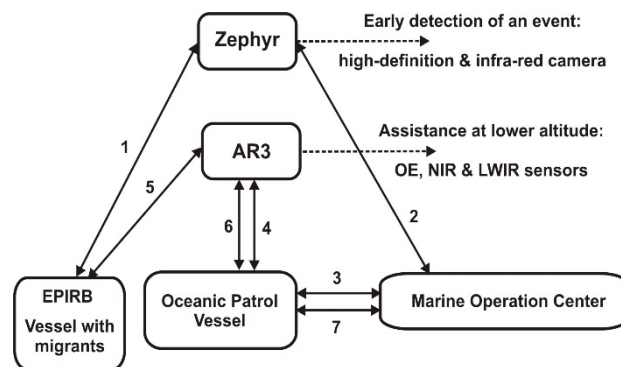 Zephyr
Early detection of an event:
high-definition & infra-red camera
1
AR3
Assistance at lower altitude:
OE, NIR & LWIR sensors
5
2
6
4
EPIRB
Vessel with
migrants
Oceanic Patrol
Vessel
3
7
Marine Operation Center